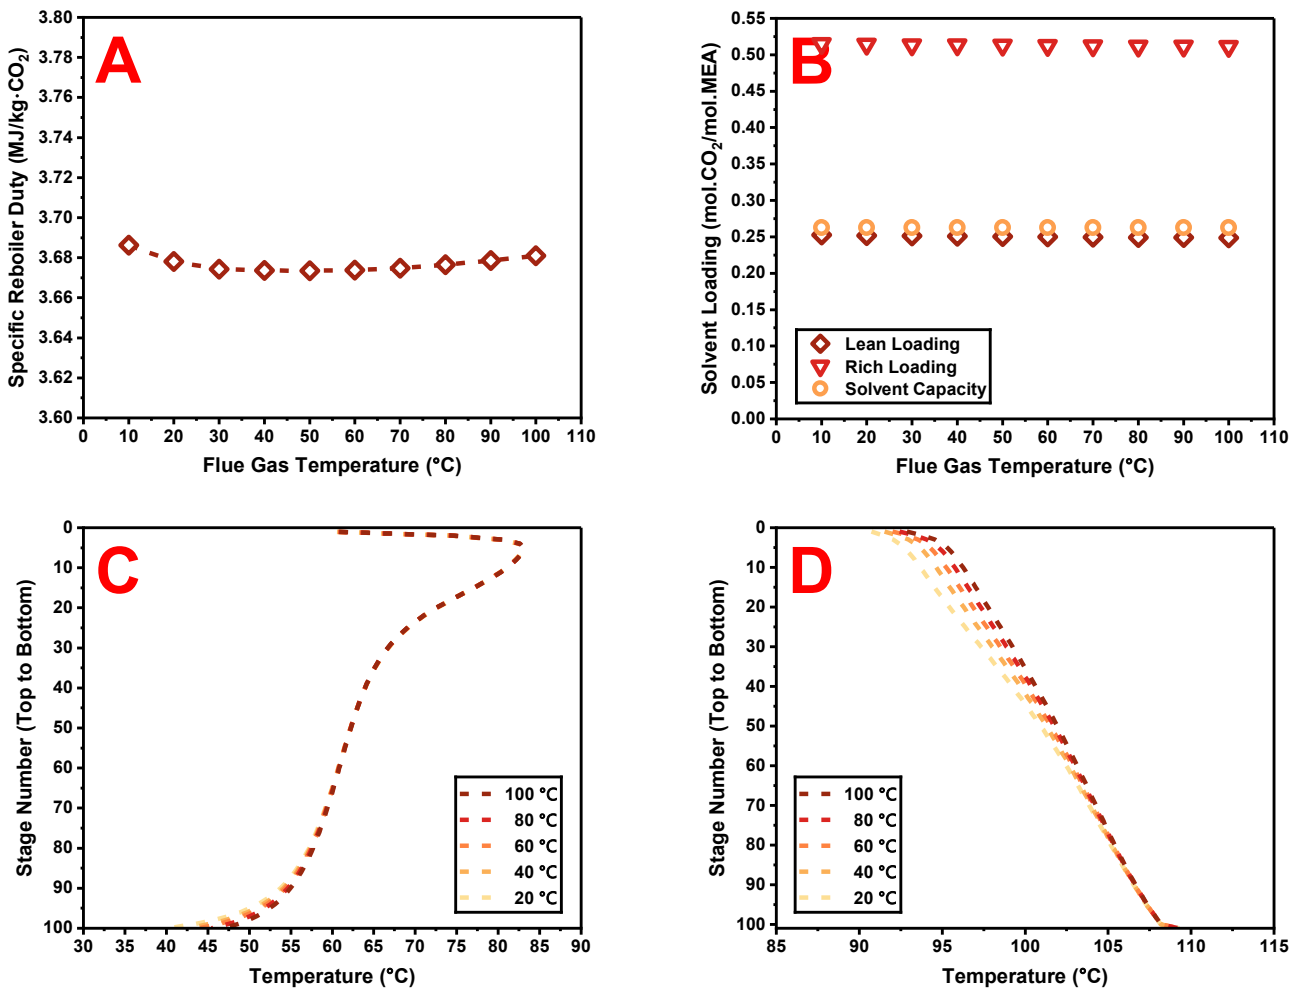 A
3.80
3.78
3.76
3.74
3.72
3.70
3.68
3.66
3.64
3.62
3.60
Specific Reboiler Duty (MJ/kg·CO₂)
0 10 20 30 40 50 60 70 80 90 100 110
Flue Gas Temperature (°C)
B
0.55
0.50
0.45
0.40
0.35
0.30
0.25
0.20
0.15
0.10
0.05
0.00
Solvent Loading (mol.CO₂/mol.MEA)
Lean Loading
Rich Loading
Solvent Capacity
0 10 20 30 40 50 60 70 80 90 100 110
Flue Gas Temperature (°C)
C
0
10
20
30
40
50
60
70
80
90
100
Stage Number (Top to Bottom)
100 °C
80 °C
60 °C
40 °C
20 °C
30 35 40 45 50 55 60 65 70 75 80 85 90
Temperature (°C)
D
0
10
20
30
40
50
60
70
80
90
100
Stage Number (Top to Bottom)
100 °C
80 °C
60 °C
40 °C
20 °C
85 90 95 100 105 110 115
Temperature (°C)